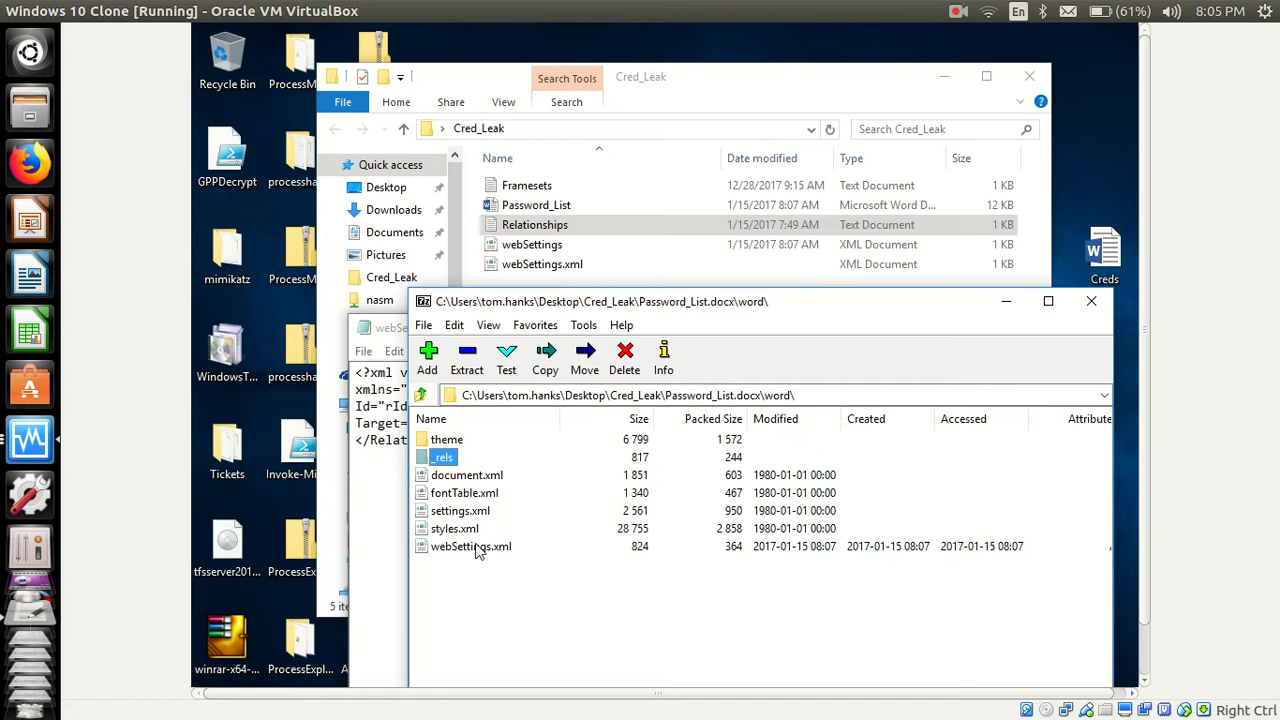 Windows 10 Clone [Running] - Oracle VM VirtualBox
En (61%) 8:05 PM
Recycle Bin
ProcessM
GPPDecrypt
processha
mimikatz
ProcessM
WindowsT...
processha
Tickets
Invoke-Mi
tfsserver201...
ProcessEx
winrar-x64-...
ProcessExpl...
A
Creds
Search Tools
Cred_Leak
File
Home
Share
View
Search
Cred_Leak
Search Cred_Leak
Quick access
Desktop
Downloads
Documents
Pictures
Cred_Leak
nasm
Name Date modified Type Size
Framesets 12/28/2017 9:15 AM Text Document 1 KB
Password_List 1/15/2017 8:07 AM Microsoft Word D... 12 KB
Relationships 1/15/2017 7:49 AM Text Document 1 KB
webSettings 1/15/2017 8:07 AM XML Document 1 KB
webSettings.xml XML Document 1 KB
5 ite
webSe
File Edit
<?xml v
xmlns="
Id="rId
Target=
</Relat
C:\Users\tom.hanks\Desktop\Cred_Leak\Password_List.docx\word\
File Edit View Favorites Tools Help
Add Extract Test Copy Move Delete Info
C:\Users\tom.hanks\Desktop\Cred_Leak\Password_List.docx\word\
Name Size Packed Size Modified Created Accessed Attribute
theme 6 799 1 572
_rels 817 244
document.xml 1 851 603 1980-01-01 00:00
fontTable.xml 1 340 467 1980-01-01 00:00
settings.xml 2 561 950 1980-01-01 00:00
styles.xml 28 755 2 858 1980-01-01 00:00
webSettings.xml 824 364 2017-01-15 08:07 2017-01-15 08:07 2017-01-15 08:07
Right Ctrl